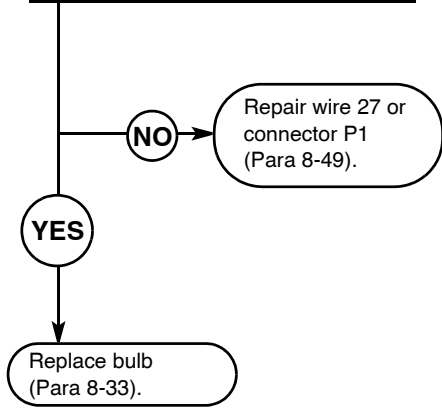 NO
Repair wire 27 or
connector P1
(Para 8-49).
YES
Replace bulb
(Para 8-33).